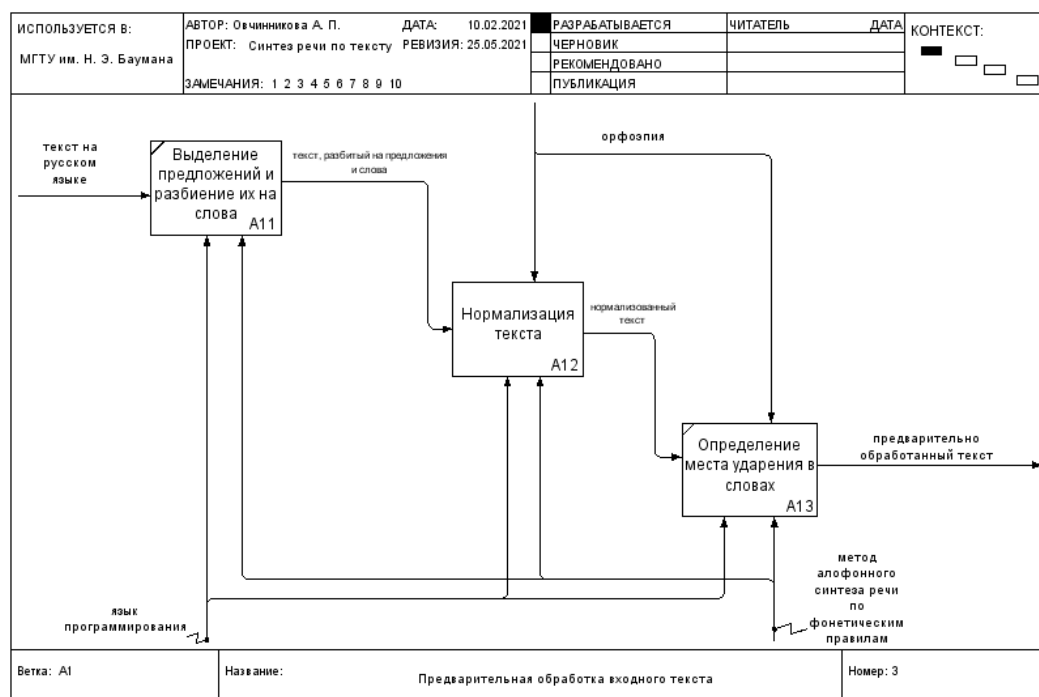 ИСПОЛЬЗУЕТСЯ В:
МГТУ им. Н. Э. Баумана
АВТОР: Овчинникова А. П.
ДАТА: 10.02.2021
ПРОЕКТ: Синтез речи по тексту
РЕВИЗИЯ: 25.05.2021
ЗАМЕЧАНИЯ: 1 2 3 4 5 6 7 8 9 10
РАЗРАБАТЫВАЕТСЯ
ЧЕРНОВИК
РЕКОМЕНДОВАНО
ПУБЛИКАЦИЯ
ЧИТАТЕЛЬ
ДАТА
КОНТЕКСТ:
текст на
русском
языке
Выделение
предложений и
разбиение их на
слова
A11
текст, разбитый на предложения
и слова
орфоэпия
Нормализация
текста
A12
нормализованный
текст
Определение
места ударения в
словах
A13
предварительно
обработанный текст
язык
программирования
метод
алофонного
синтеза речи
по
фонетическим
правилам
Ветка: A1
Название:
Предварительная обработка входного текста
Номер: 3